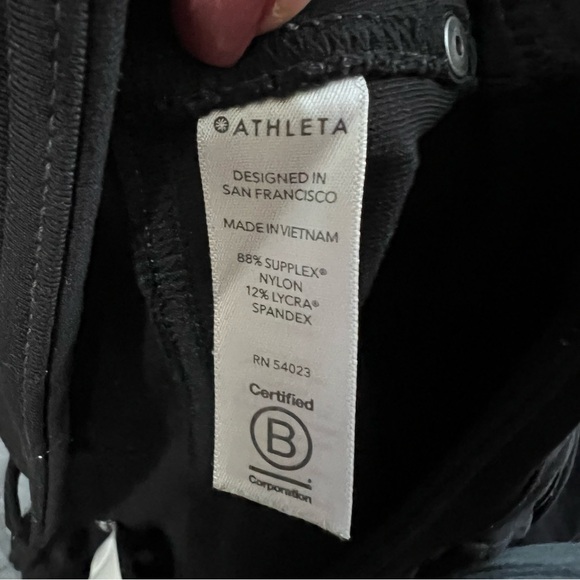 ATHLETA
DESIGNED IN
SAN FRANCISCO
MADE IN VIETNAM
88% SUPPLEX®
NYLON
12% LYCRA®
SPANDEX
RN 54023
Certified
B
Corporation